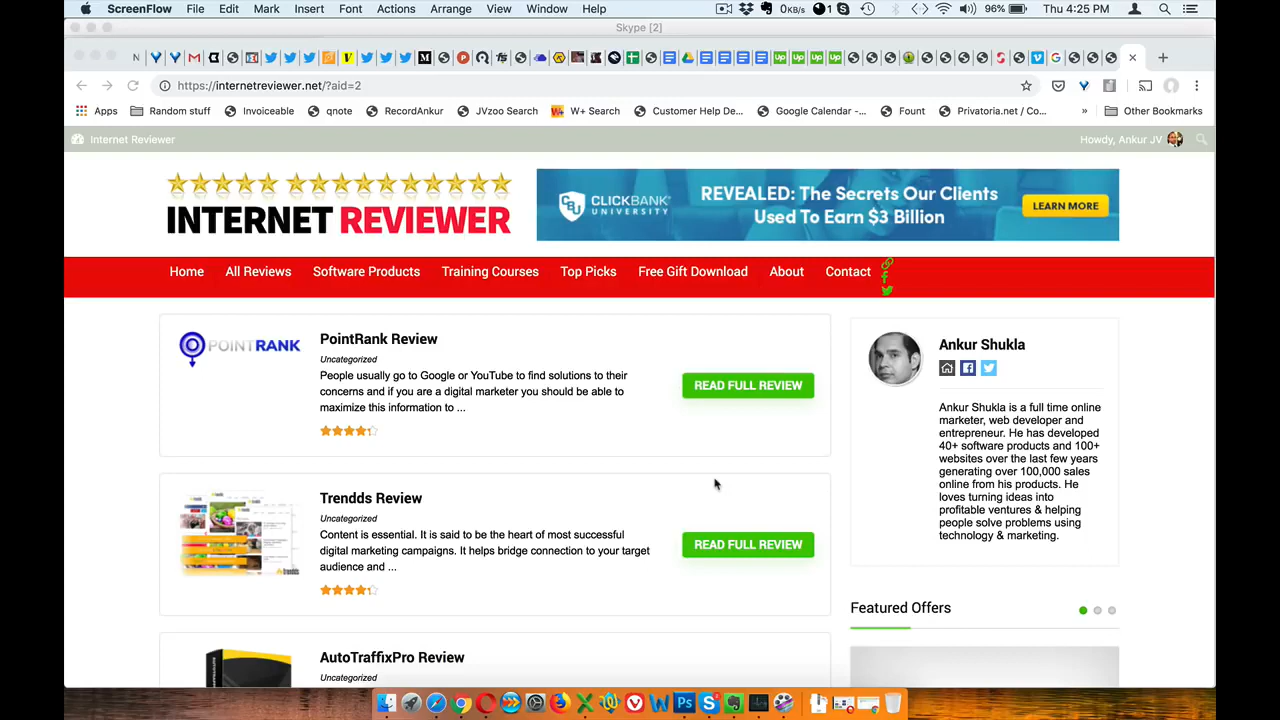 ScreenFlow File Edit Mark Insert Font Actions Arrange View Window Help 0KB/s 1 96% Thu 4:25 PM
Skype [2]
https://internetreviewer.net/?aid=2
Apps Random stuff Invoiceable qnote RecordAnkur JVzoo Search W+ Search Customer Help De... Google Calendar -... Fount Privatoria.net / Co... » Other Bookmarks
Internet Reviewer Howdy, Ankur JV
INTERNET REVIEWER
CBU CLICKBANK UNIVERSITY
REVEALED: The Secrets Our Clients
Used To Earn $3 Billion
LEARN MORE
Home All Reviews Software Products Training Courses Top Picks Free Gift Download About Contact
POINTRANK
PointRank Review
Uncategorized
People usually go to Google or YouTube to find solutions to their
concerns and if you are a digital marketer you should be able to
maximize this information to ...
READ FULL REVIEW
Trendds Review
Uncategorized
Content is essential. It is said to be the heart of most successful
digital marketing campaigns. It helps bridge connection to your target
audience and ...
READ FULL REVIEW
AutoTraffixPro Review
Uncategorized
Ankur Shukla
Ankur Shukla is a full time online
marketer, web developer and
entrepreneur. He has developed
40+ software products and 100+
websites over the last few years
generating over 100,000 sales
online from his products. He
loves turning ideas into
profitable ventures & helping
people solve problems using
technology & marketing.
Featured Offers